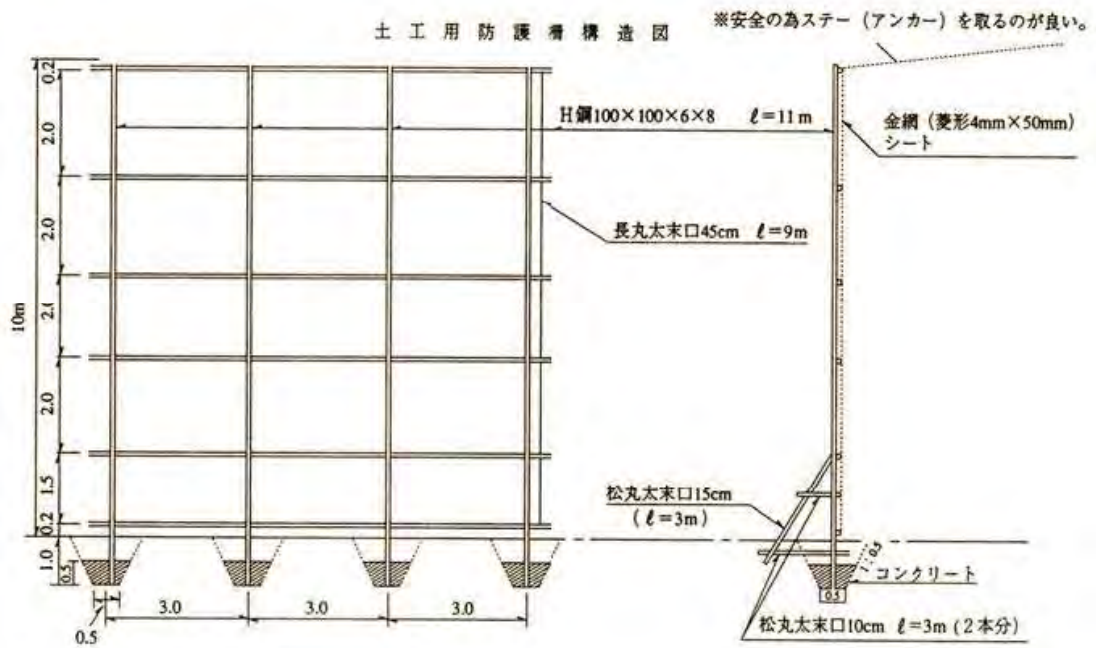 土工用防護柵構造図
※安全の為ステー（アンカー）を取るのが良い。
H鋼100×100×6×8 ℓ=11m
金網（菱形4mm×50mm）
シート
長丸太末口45cm ℓ=9m
松丸太末口15cm
（ℓ=3m）
コンクリート
松丸太末口10cm ℓ=3m（2本分）
10m
0.2
2.0
2.0
2.0
2.0
1.5
0.2
1.0
0.5
0.5
3.0
3.0
3.0
1:0.5
0.5